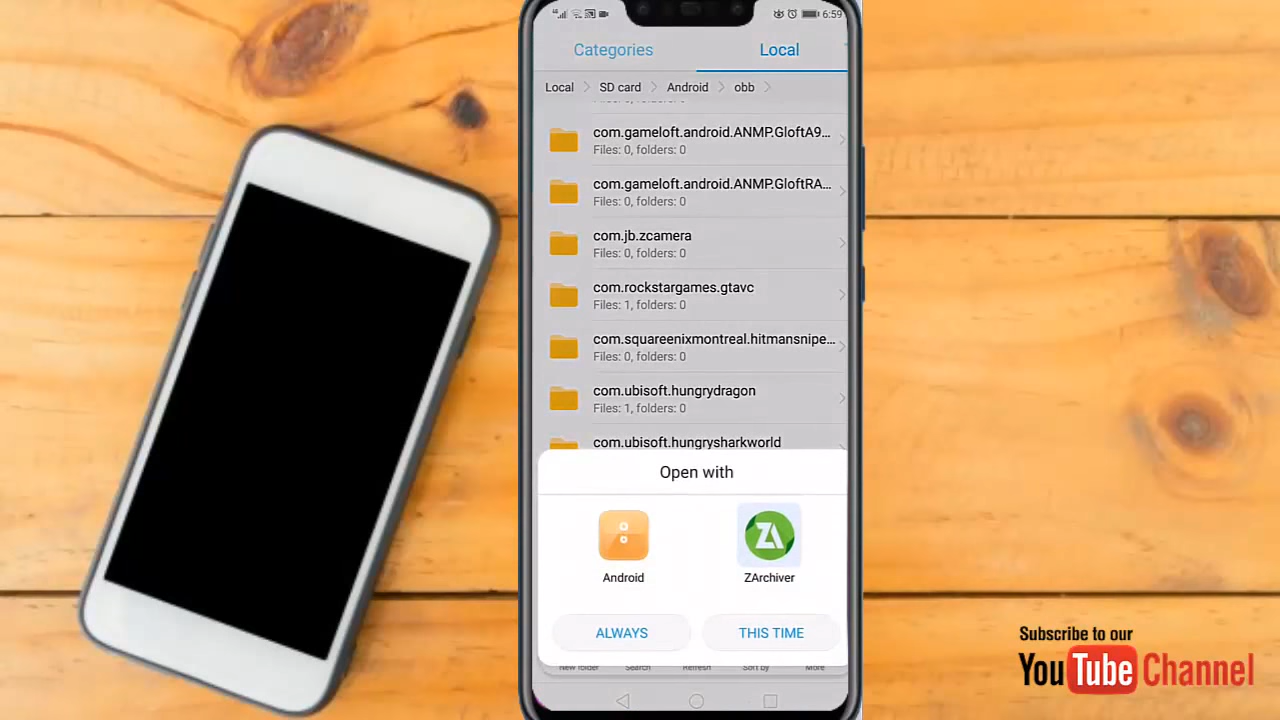 6:59
Categories
Local
Local
SD card
Android
obb
Files: 0, folders: 0
com.gameloft.android.ANMP.GloftA9...
Files: 0, folders: 0
com.gameloft.android.ANMP.GloftRA...
Files: 0, folders: 0
com.jb.zcamera
Files: 0, folders: 0
com.rockstargames.gtavc
Files: 1, folders: 0
com.squareenixmontreal.hitmansnipe...
Files: 0, folders: 0
com.ubisoft.hungrydragon
Files: 1, folders: 0
com.ubisoft.hungrysharkworld
Open with
Android
ZArchiver
ALWAYS
THIS TIME
New folder
Search
Refresh
Sort by
More
Subscribe to our
YouTube Channel